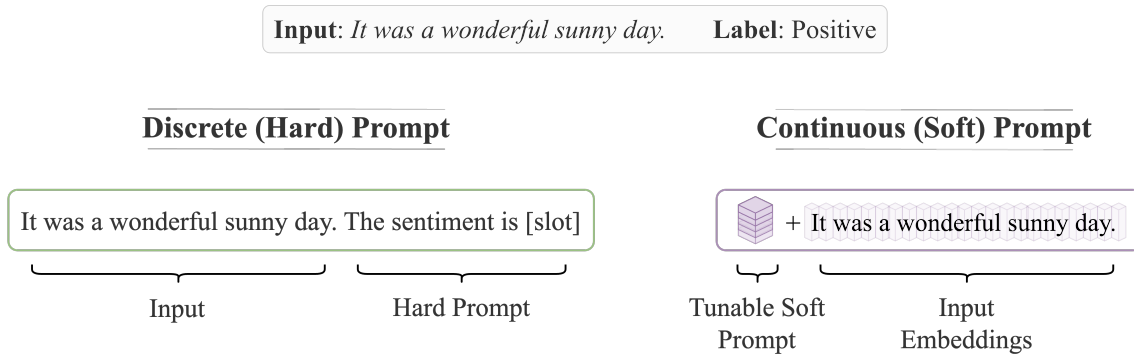 Input: It was a wonderful sunny day. Label: Positive
Discrete (Hard) Prompt
It was a wonderful sunny day. The sentiment is [slot]
Input
Hard Prompt
Continuous (Soft) Prompt
+ It was a wonderful sunny day.
Tunable Soft
Prompt
Input
Embeddings